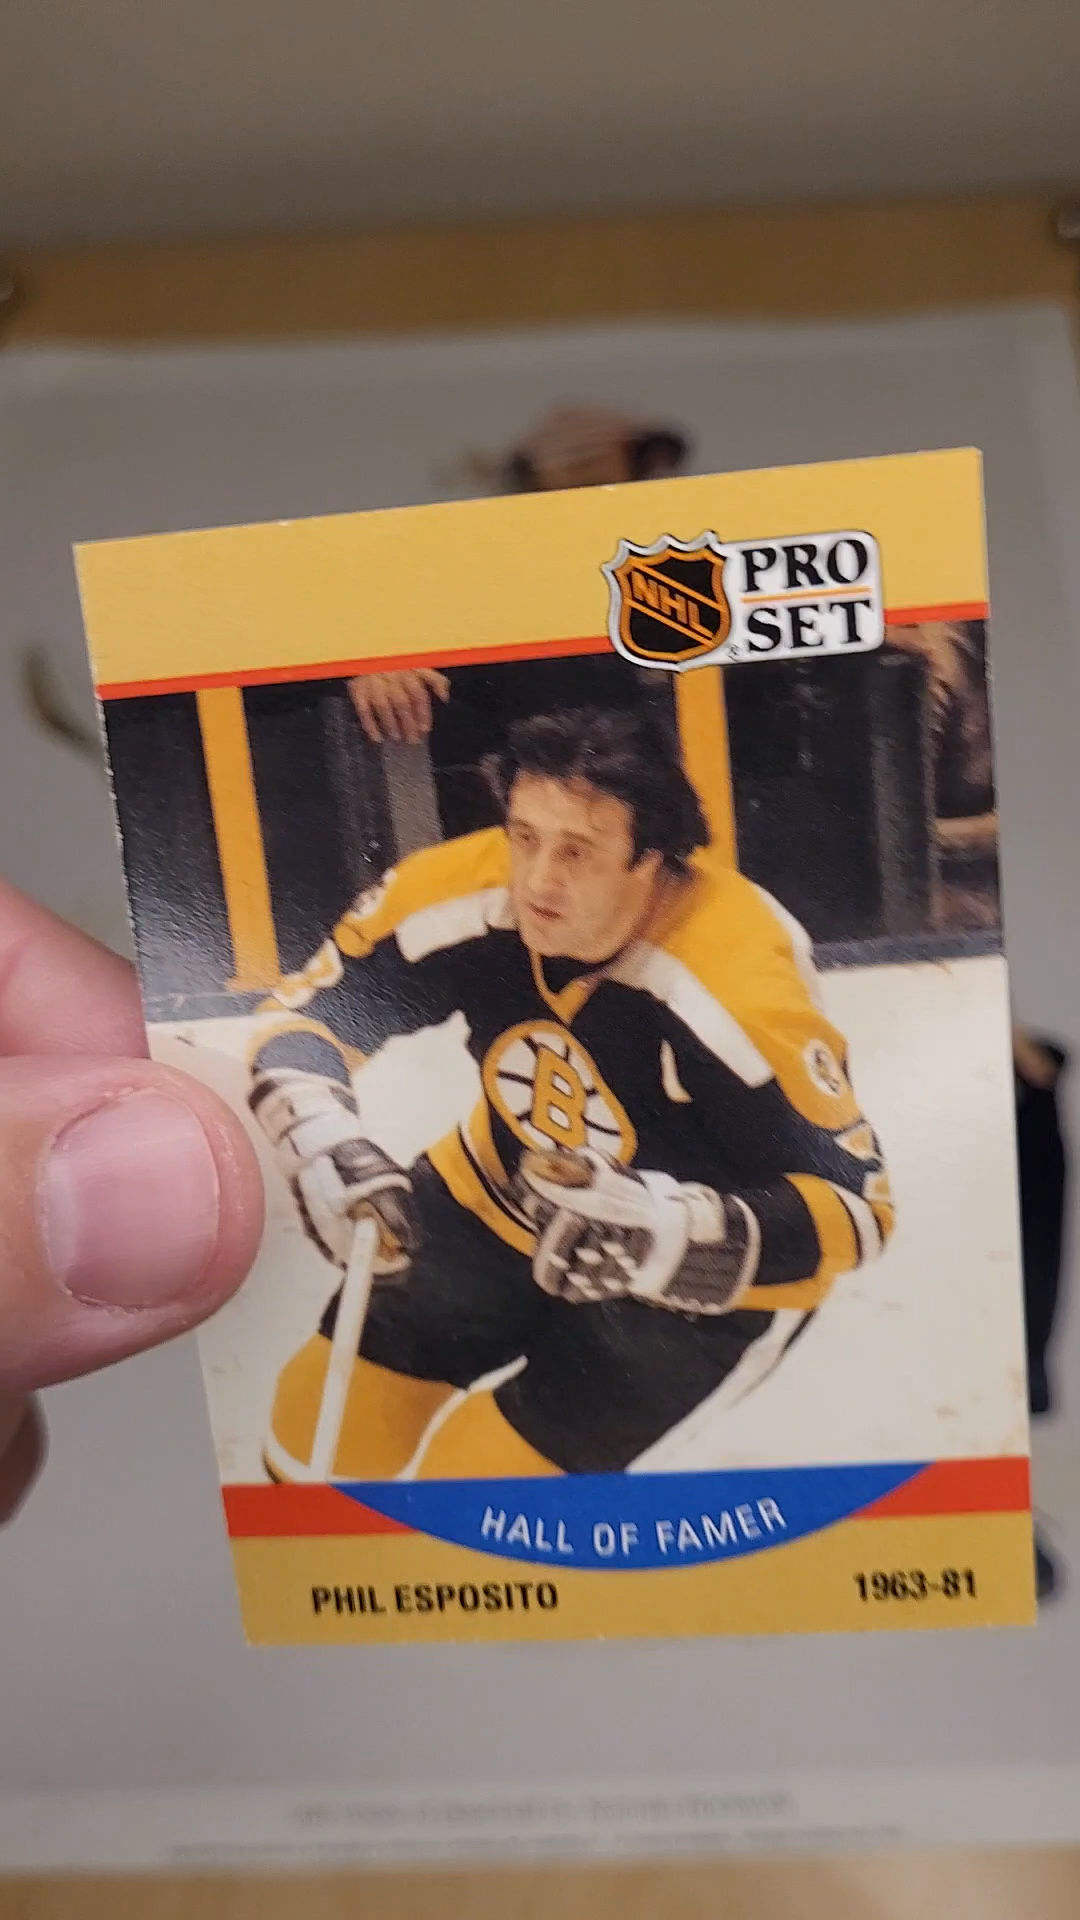 NHL
PRO
SET
B
HALL OF FAMER
PHIL ESPOSITO
1963-81